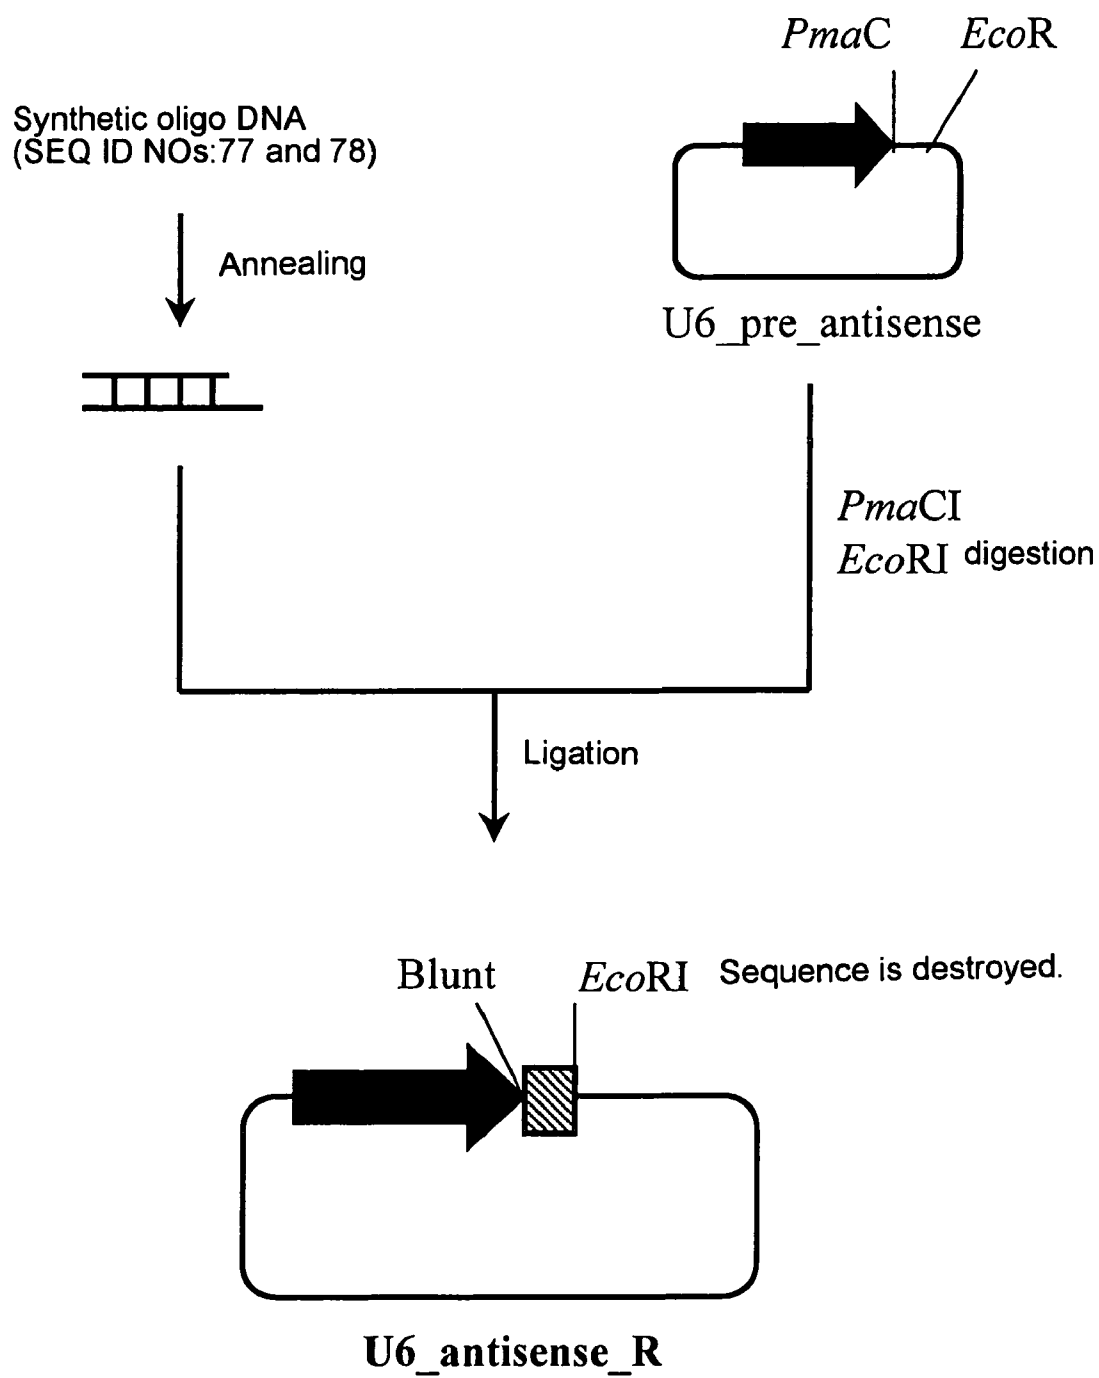 PmaC EcoR
Synthetic oligo DNA
(SEQ ID NOs:77 and 78)
Annealing
U6_pre_antisense
PmaCI
EcoRI digestion
Ligation
Blunt EcoRI Sequence is destroyed.
U6_antisense_R